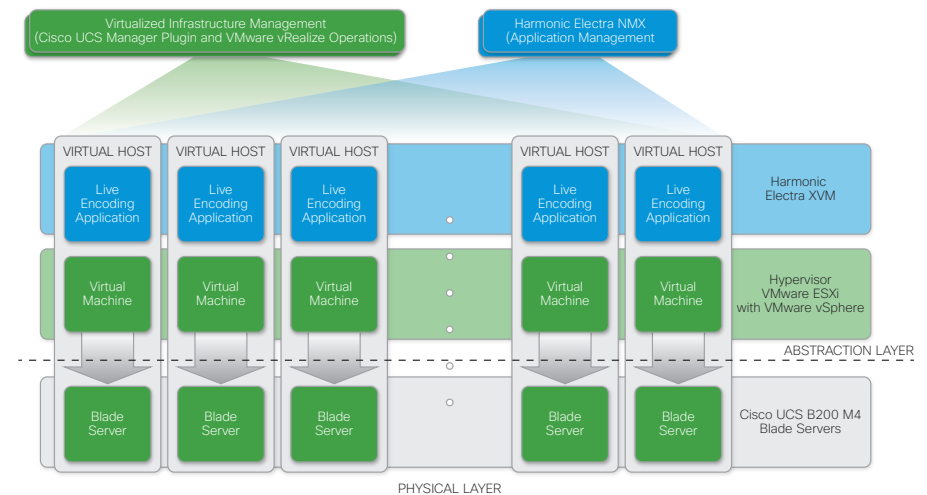 Virtualized Infrastructure Management
(Cisco UCS Manager Plugin and VMware vRealize Operations)
Harmonic Electra NMX
(Application Management
VIRTUAL HOST
VIRTUAL HOST
VIRTUAL HOST
VIRTUAL HOST
VIRTUAL HOST
Live
Encoding
Application
Live
Encoding
Application
Live
Encoding
Application
Live
Encoding
Application
Live
Encoding
Application
Harmonic
Electra XVM
Virtual
Machine
Virtual
Machine
Virtual
Machine
Virtual
Machine
Virtual
Machine
Hypervisor
VMware ESXi
with VMware vSphere
ABSTRACTION LAYER
Blade
Server
Blade
Server
Blade
Server
Blade
Server
Blade
Server
Cisco UCS B200 M4
Blade Servers
PHYSICAL LAYER